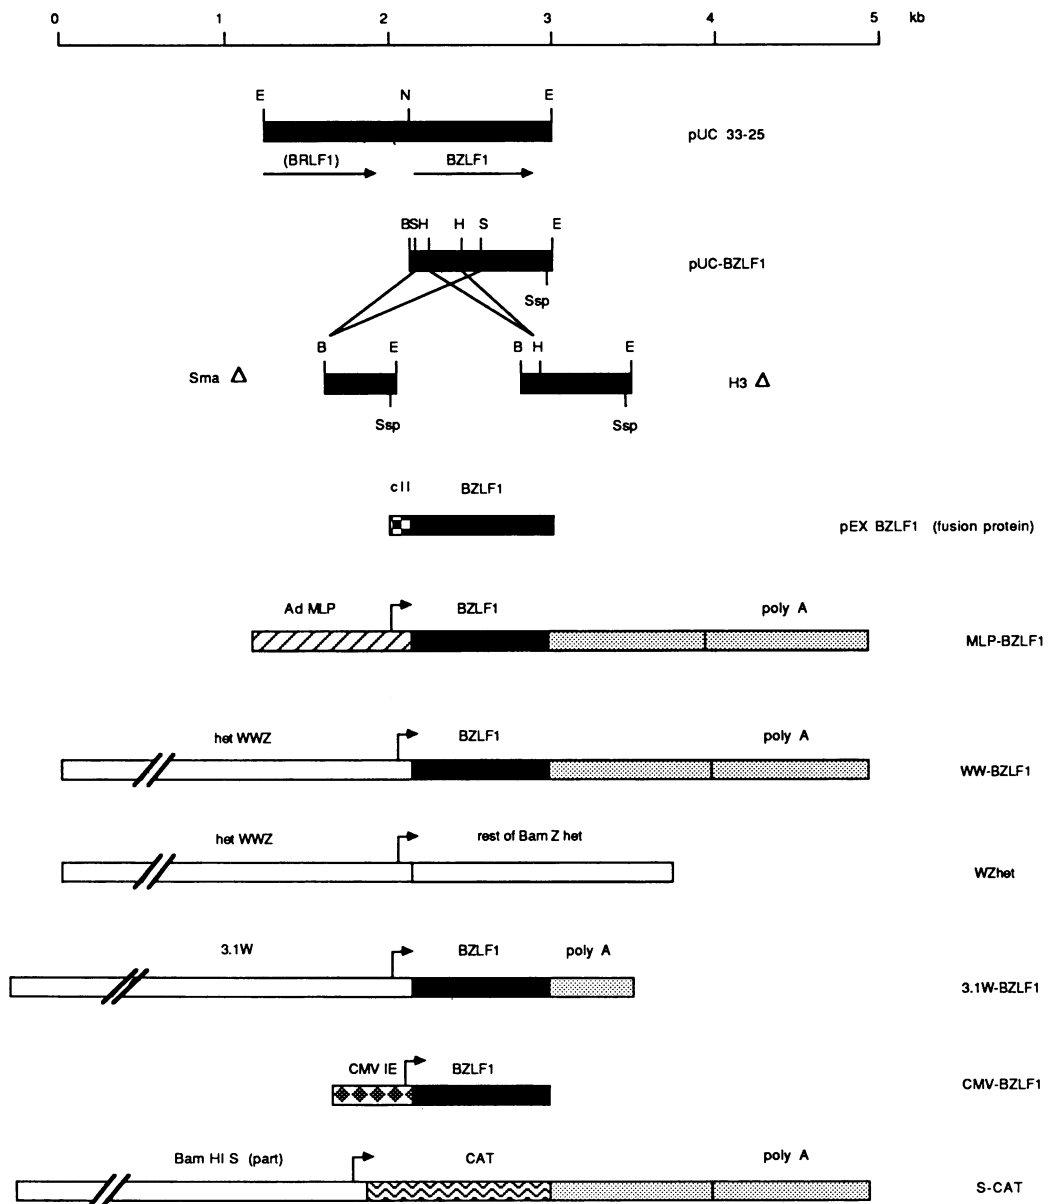 0 1 2 3 4 5 kb
E N E
pUC 33-25
(BRLF1) BZLF1
B S H H S E
pUC-BZLF1
Ssp
B E B H E
Sma Δ H3 Δ
Ssp Ssp
cII BZLF1
pEX BZLF1 (fusion protein)
Ad MLP BZLF1 poly A
MLP-BZLF1
het WWZ BZLF1 poly A
WW-BZLF1
het WWZ rest of Bam Z het
WZhet
3.1W BZLF1 poly A
3.1W-BZLF1
CMV IE BZLF1
CMV-BZLF1
Bam HI S (part) CAT poly A
S-CAT